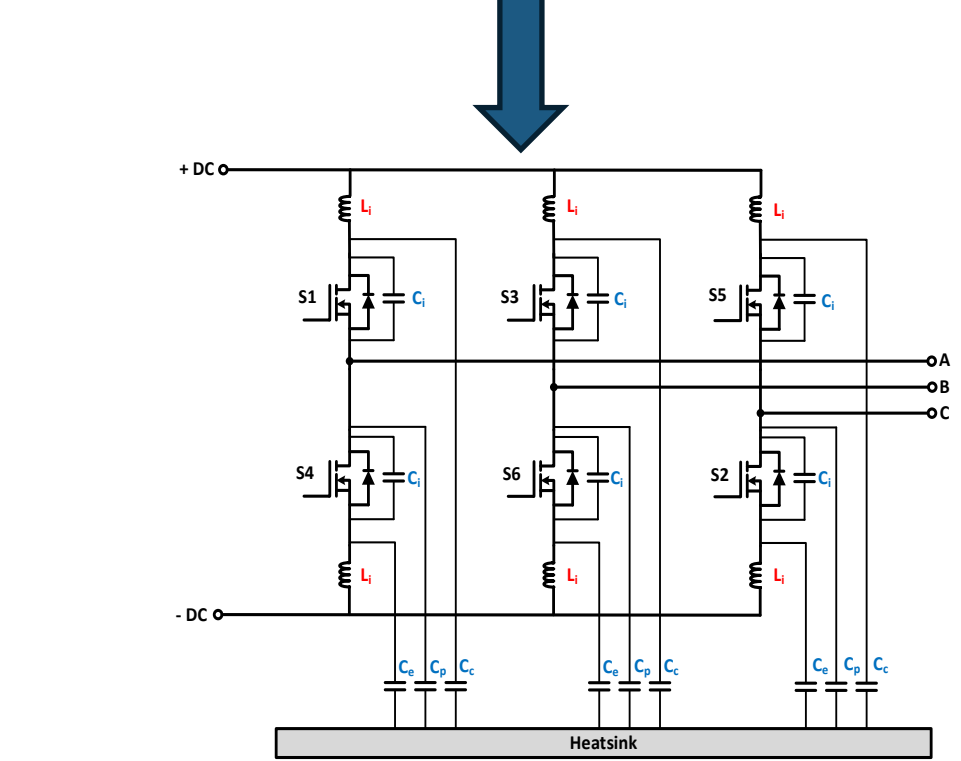 + DC
Li Li Li
S1 Ci S3 Ci S5 Ci
A
B
C
S4 Ci S6 Ci S2 Ci
Li Li Li
- DC
Ce Cp Cc Ce Cp Cc Ce Cp Cc
Heatsink